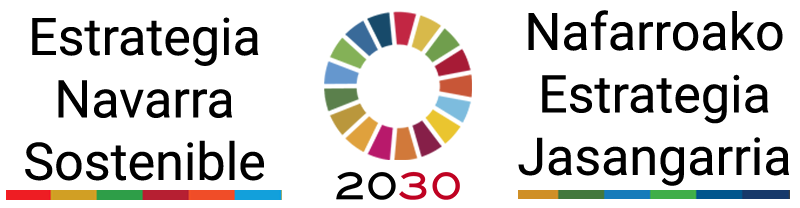 Estrategia
Navarra
Sostenible
2030
Nafarroako
Estrategia
Jasangarria